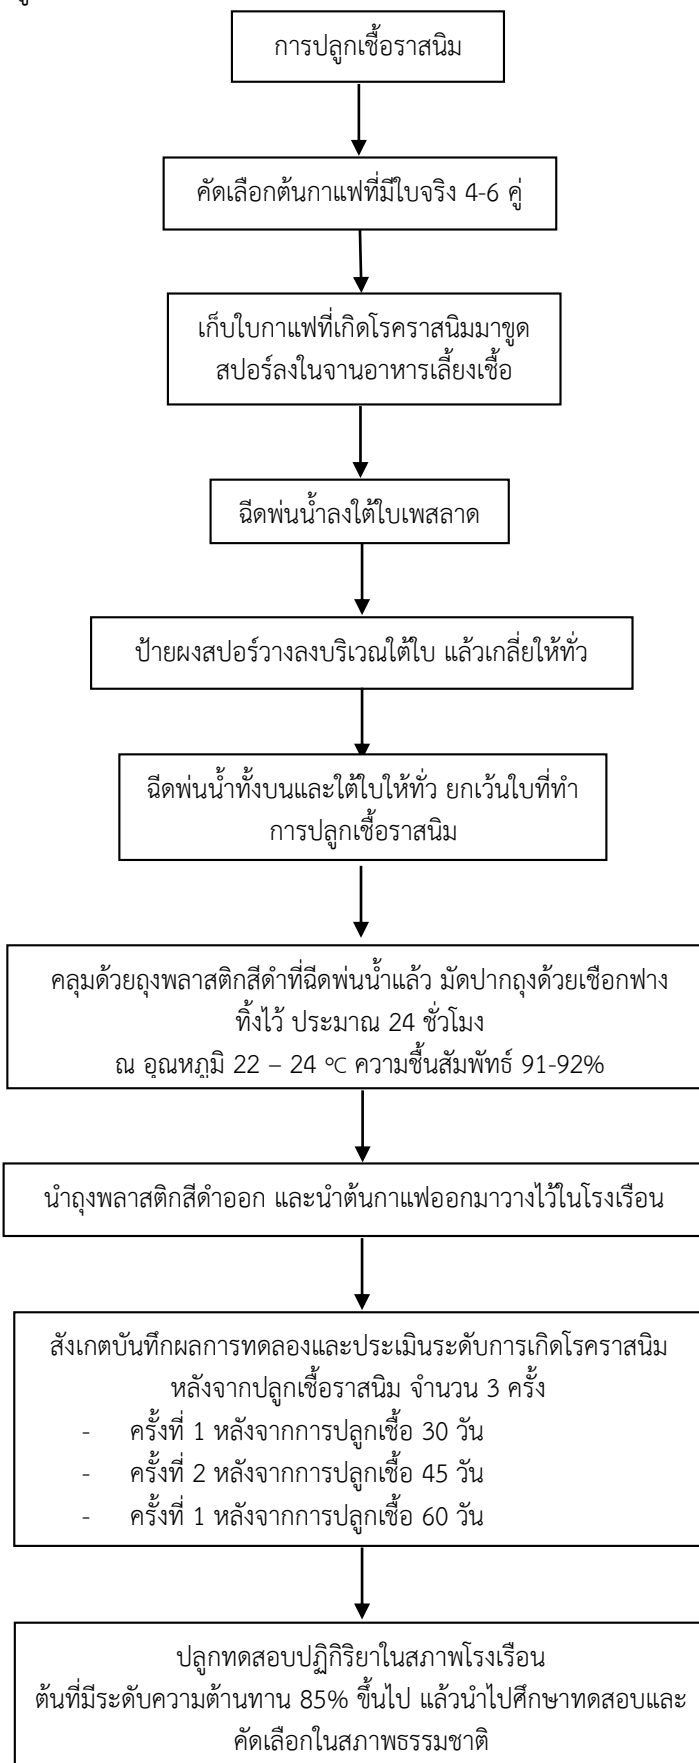 การปลูกเชื้อราสนิม
คัดเลือกต้นกาแฟที่มีใบจริง 4-6 คู่
เก็บใบกาแฟที่เกิดโรคราสนิมมาขูด
สปอร์ลงในจานอาหารเลี้ยงเชื้อ
ฉีดพ่นน้ำลงใต้ใบเพสลาด
ป้ายผงสปอร์วางลงบริเวณใต้ใบ แล้วเกลี่ยให้ทั่ว
ฉีดพ่นน้ำทั้งบนและใต้ใบให้ทั่ว ยกเว้นใบที่ทำ
การปลูกเชื้อราสนิม
คลุมด้วยถุงพลาสติกสีดำที่ฉีดพ่นน้ำแล้ว มัดปากถุงด้วยเชือกฟาง
ทิ้งไว้ ประมาณ 24 ชั่วโมง
ณ อุณหภูมิ 22 – 24 °C ความชื้นสัมพัทธ์ 91-92%
นำถุงพลาสติกสีดำออก และนำต้นกาแฟออกมาวางไว้ในโรงเรือน
สังเกตบันทึกผลการทดลองและประเมินระดับการเกิดโรคราสนิม
หลังจากปลูกเชื้อราสนิม จำนวน 3 ครั้ง
- ครั้งที่ 1 หลังจากการปลูกเชื้อ 30 วัน
- ครั้งที่ 2 หลังจากการปลูกเชื้อ 45 วัน
- ครั้งที่ 1 หลังจากการปลูกเชื้อ 60 วัน
ปลูกทดสอบปฏิกิริยาในสภาพโรงเรือน
ต้นที่มีระดับความต้านทาน 85% ขึ้นไป แล้วนำไปศึกษาทดสอบและ
คัดเลือกในสภาพธรรมชาติ